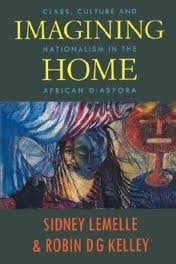 CLASS, CULTURE AND
IMAGINING
NATIONALISM IN THE
HOME
AFRICAN DIASPORA
SIDNEY LEMELLE
& ROBIN D G KELLEY